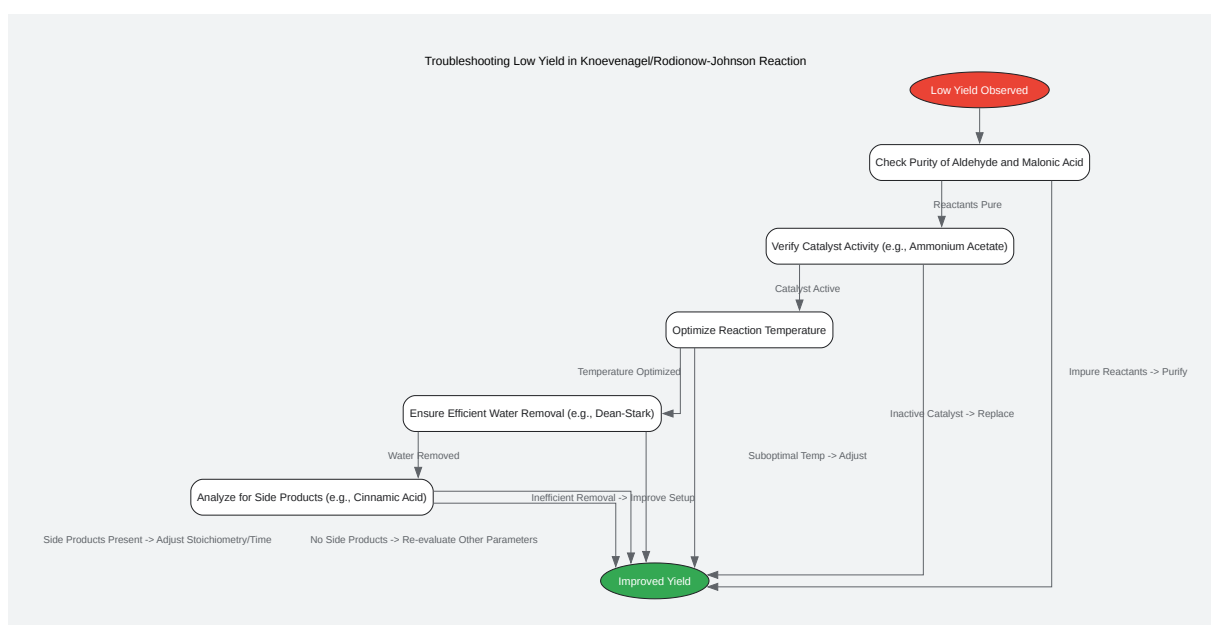 Troubleshooting Low Yield in Knoevenagel/Rodionow-Johnson Reaction
Low Yield Observed
Check Purity of Aldehyde and Malonic Acid
Reactants Pure
Verify Catalyst Activity (e.g., Ammonium Acetate)
Catalyst Active
Optimize Reaction Temperature
Temperature Optimized
Impure Reactants -> Purify
Ensure Efficient Water Removal (e.g., Dean-Stark)
Inactive Catalyst -> Replace
Water Removed
Suboptimal Temp -> Adjust
Analyze for Side Products (e.g., Cinnamic Acid)
Inefficient Removal -> Improve Setup
Side Products Present -> Adjust Stoichiometry/Time
No Side Products -> Re-evaluate Other Parameters
Improved Yield